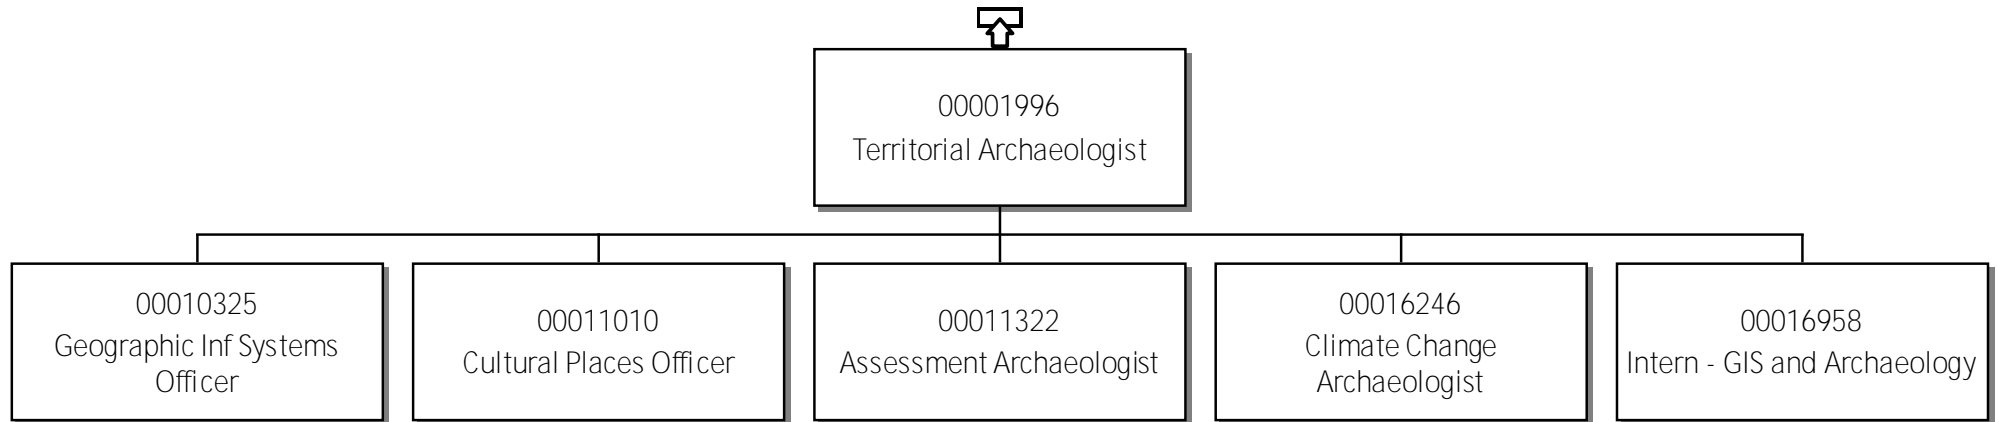 00001996
Territorial Archaeologist
00010325
Geographic Inf Systems
Officer
00011010
Cultural Places Officer
00011322
Assessment Archaeologist
00016246
Climate Change
Archaeologist
00016958
Intern - GIS and Archaeology